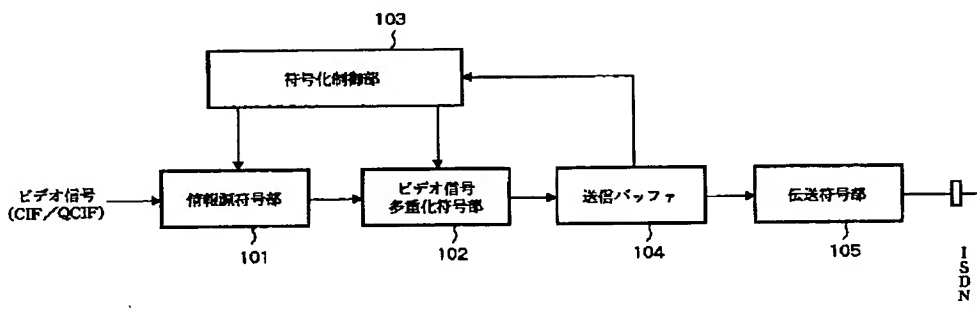 103
符号化制御部
ビデオ信号
(CIF/QCIF)
情報源符号部
ビデオ信号
多重化符号部
送信バッファ
伝送符号部
101
102
104
105
ISDN